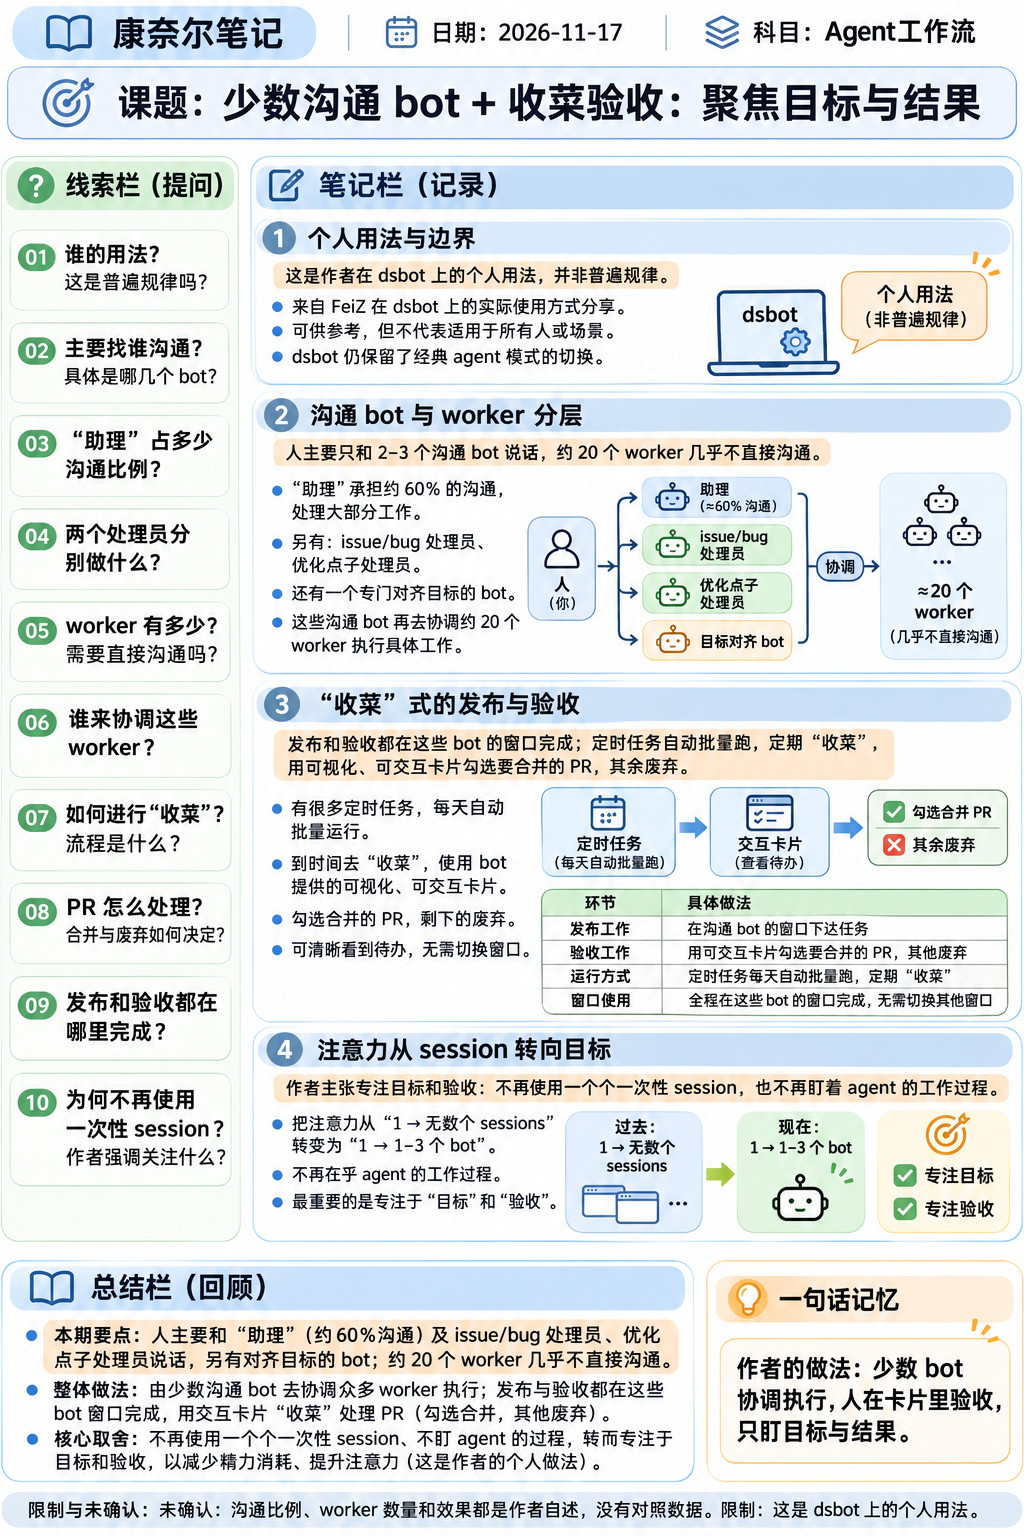 康奈尔笔记
日期：2026-11-17
科目：Agent工作流
课题：少数沟通 bot + 收菜验收：聚焦目标与结果
? 线索栏（提问）
01 谁的用法？
这是普遍规律吗？
02 主要找谁沟通？
具体是哪几个 bot？
03 “助理”占多少
沟通比例？
04 两个处理员分
别做什么？
05 worker 有多少？
需要直接沟通吗？
06 谁来协调这些
worker？
07 如何进行“收菜”？
流程是什么？
08 PR 怎么处理？
合并与废弃如何决定？
09 发布和验收都在
哪里完成？
10 为何不再使用
一次性 session？
作者强调关注什么？
笔记栏（记录）
1 个人用法与边界
这是作者在 dsbot 上的个人用法，并非普遍规律。
来自 FeiZ 在 dsbot 上的实际使用方式分享。
可供参考，但不代表适用于所有人或场景。
dsbot 仍保留了经典 agent 模式的切换。
dsbot
个人用法
（非普遍规律）
2 沟通 bot 与 worker 分层
人主要只和 2–3 个沟通 bot 说话，约 20 个 worker 几乎不直接沟通。
“助理”承担约 60% 的沟通，
处理大部分工作。
另有：issue/bug 处理员、
优化点子处理员。
还有一个专门对齐目标的 bot。
这些沟通 bot 再去协调约 20 个
worker 执行具体工作。
人
（你）
助理
（≈60% 沟通）
issue/bug
处理员
优化点子
处理员
目标对齐 bot
协调
...
≈20 个
worker
（几乎不直接沟通）
3 “收菜”式的发布与验收
发布和验收都在这些 bot 的窗口完成；定时任务自动批量跑，定期“收菜”，
用可视化、可交互卡片勾选要合并的 PR，其余废弃。
有很多定时任务，每天自动
批量运行。
到时间去“收菜”，使用 bot
提供的可视化、可交互卡片。
勾选合并的 PR，剩下的废弃。
可清晰看到待办，无需切换窗口。
定时任务
（每天自动批量跑）
交互卡片
（查看待办）
勾选合并 PR
其余废弃
环节 具体做法
发布工作 在沟通 bot 的窗口下达任务
验收工作 用可交互卡片勾选要合并的 PR，其他废弃
运行方式 定时任务每天自动批量跑，定期“收菜”
窗口使用 全程在这些 bot 的窗口完成，无需切换其他窗口
4 注意力从 session 转向目标
作者主张专注目标和验收：不再使用一个个一次性 session，也不再盯着 agent 的工作过程。
把注意力从“1 → 无数个 sessions”
转变为“1 → 1–3 个 bot”。
不再在乎 agent 的工作过程。
最重要的是专注于“目标”和“验收”。
过去：
1 → 无数个
sessions
...
现在：
1 → 1–3 个 bot
专注目标
专注验收
总结栏（回顾）
本期要点：人主要和“助理”（约 60%沟通）及 issue/bug 处理员、优化
点子处理员说话，另有对齐目标的 bot；约 20 个 worker 几乎不直接沟通。
整体做法：由少数沟通 bot 去协调众多 worker 执行；发布与验收都在这些
bot 窗口完成，用交互卡片“收菜”处理 PR（勾选合并，其他废弃）。
核心取舍：不再使用一个个一次性 session、不盯 agent 的过程，转而专注于
目标和验收，以减少精力消耗、提升注意力（这是作者的个人做法）。
一句话记忆
作者的做法：少数 bot
协调执行，人在卡片里验收，
只盯目标与结果。
限制与未确认：未确认：沟通比例、worker 数量和效果都是作者自述，没有对照数据。限制：这是 dsbot 上的个人用法。